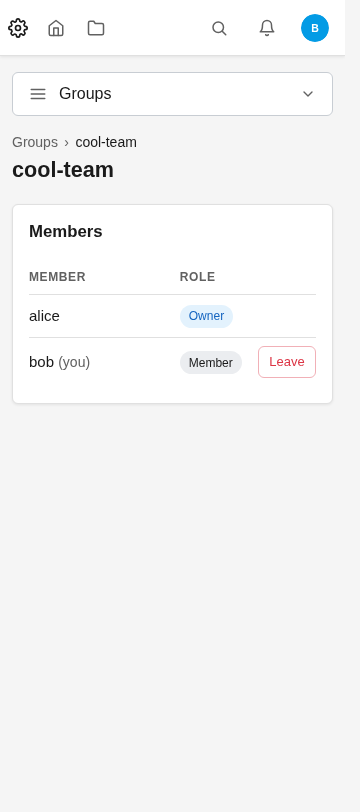 B
Groups
Groups › cool-team
cool-team
Members
MEMBER ROLE
alice Owner
bob (you) Member Leave